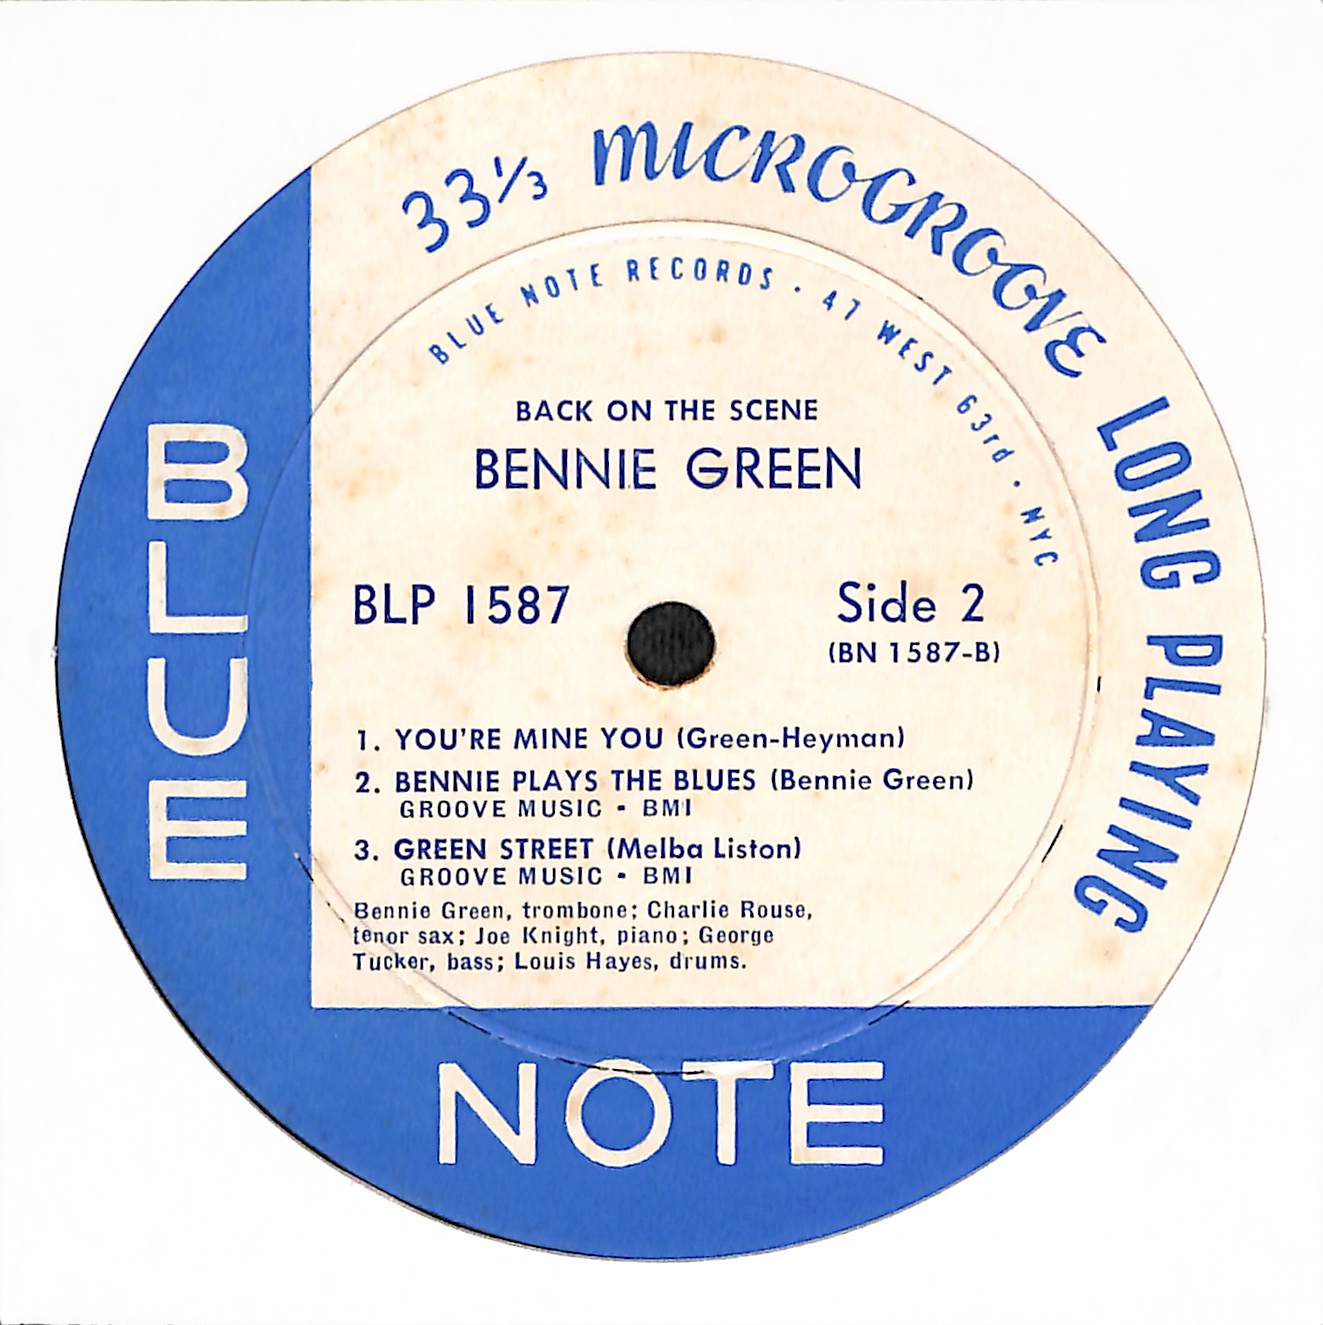 33⅓ MICROGROOVE LONG PLAYING
BLUE NOTE RECORDS · 47 WEST 63rd · NYC
BACK ON THE SCENE
BENNIE GREEN
BLP 1587
Side 2
(BN 1587-B)
1. YOU'RE MINE YOU (Green-Heyman)
2. BENNIE PLAYS THE BLUES (Bennie Green)
GROOVE MUSIC - BMI
3. GREEN STREET (Melba Liston)
GROOVE MUSIC - BMI
Bennie Green, trombone; Charlie Rouse,
tenor sax; Joe Knight, piano; George
Tucker, bass; Louis Hayes, drums.
BLUE
NOTE